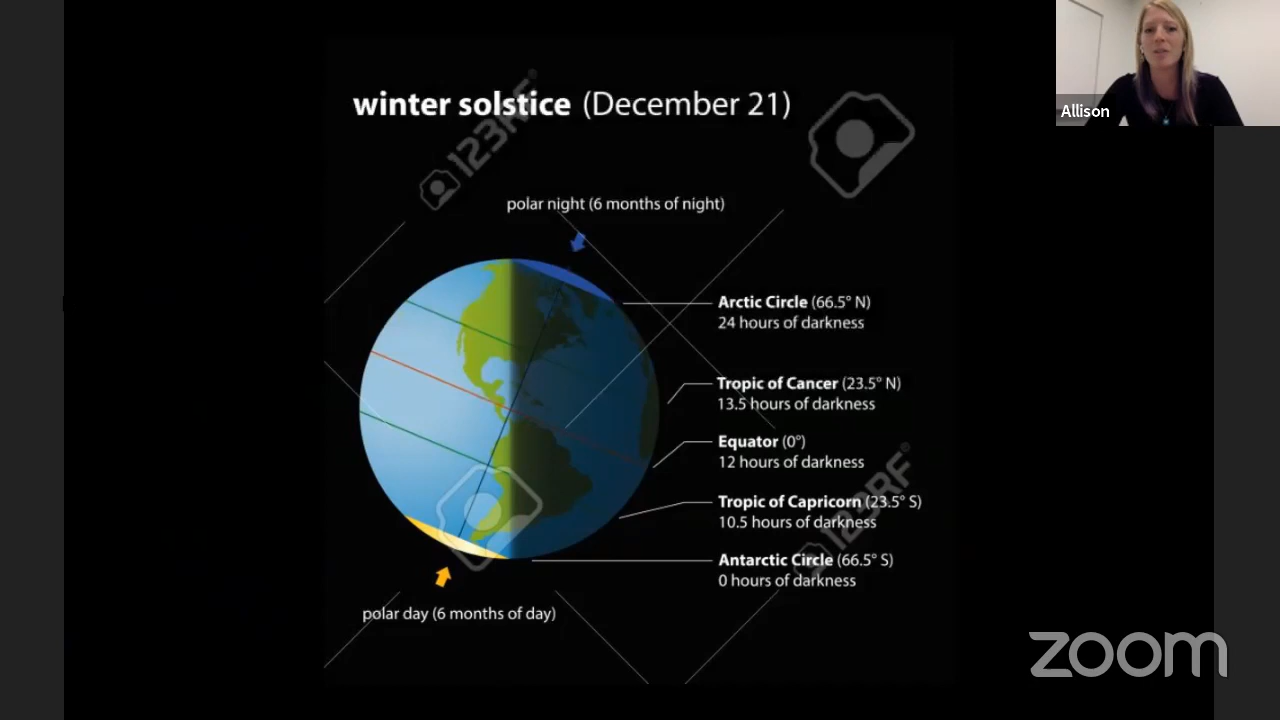 Allison
winter solstice (December 21)
123RF
polar night (6 months of night)
Arctic Circle (66.5° N)
24 hours of darkness
Tropic of Cancer (23.5° N)
13.5 hours of darkness
Equator (0°)
12 hours of darkness
Tropic of Capricorn (23.5° S)
10.5 hours of darkness
123RF
Antarctic Circle (66.5° S)
0 hours of darkness
polar day (6 months of day)
zoom